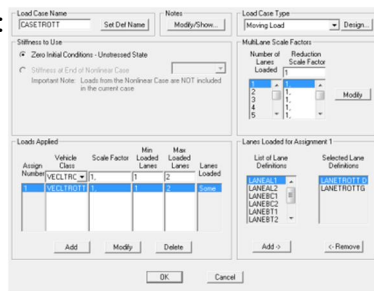 :
Load Case Name
CASETROTT
Set Def Name
Notes
Modify/Show...
Load Case Type
Moving Load
Design...
Stiffness to Use
Zero Initial Conditions - Unstressed State
Stiffness at End of Nonlinear Case
Important Note: Loads from the Nonlinear Case are NOT included
in the current case
MultiLane Scale Factors
Number of Lanes Loaded
Reduction Scale Factor
1
1 1,
2 1,
3 1,
4 1,
5 1,
Modify
Loads Applied
Assign Number
Vehicle Class
Scale Factor
Min Loaded Lanes
Max Loaded Lanes
Lanes Loaded
VECLTRC 1, 1 2
1 VECLTROTT 1, 1 2 Some
Add
Modify
Delete
Lanes Loaded for Assignment 1
List of Lane Definitions
LANEAL1
LANEAL2
LANEBC1
LANEBC2
LANEBT1
LANEBT2
Selected Lane Definitions
LANETROTT D
LANETROTTG
Add ->
<- Remove
OK
Cancel